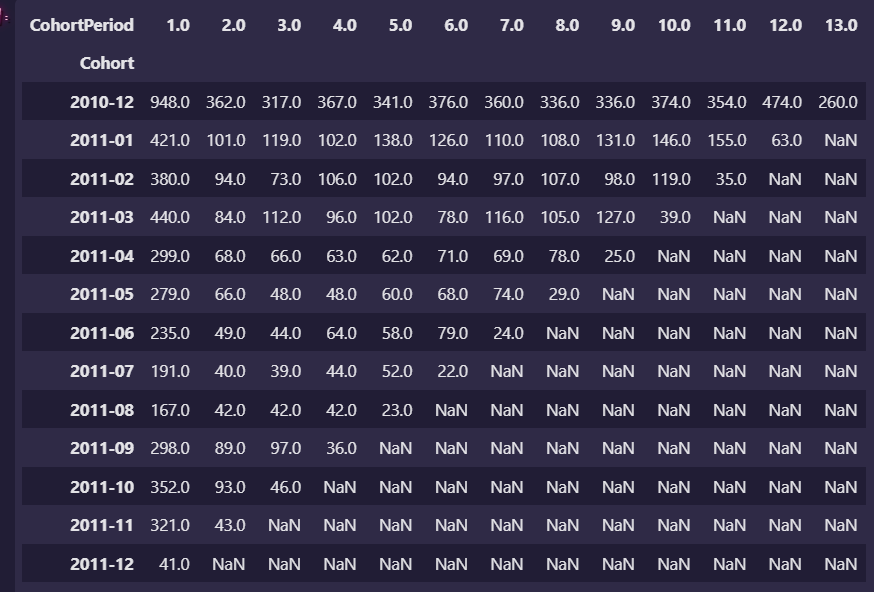 CohortPeriod 1.0 2.0 3.0 4.0 5.0 6.0 7.0 8.0 9.0 10.0 11.0 12.0 13.0
Cohort
2010-12 948.0 362.0 317.0 367.0 341.0 376.0 360.0 336.0 336.0 374.0 354.0 474.0 260.0
2011-01 421.0 101.0 119.0 102.0 138.0 126.0 110.0 108.0 131.0 146.0 155.0 63.0 NaN
2011-02 380.0 94.0 73.0 106.0 102.0 94.0 97.0 107.0 98.0 119.0 35.0 NaN NaN
2011-03 440.0 84.0 112.0 96.0 102.0 78.0 116.0 105.0 127.0 39.0 NaN NaN NaN
2011-04 299.0 68.0 66.0 63.0 62.0 71.0 69.0 78.0 25.0 NaN NaN NaN NaN
2011-05 279.0 66.0 48.0 48.0 60.0 68.0 74.0 29.0 NaN NaN NaN NaN NaN
2011-06 235.0 49.0 44.0 64.0 58.0 79.0 24.0 NaN NaN NaN NaN NaN NaN
2011-07 191.0 40.0 39.0 44.0 52.0 22.0 NaN NaN NaN NaN NaN NaN NaN
2011-08 167.0 42.0 42.0 42.0 23.0 NaN NaN NaN NaN NaN NaN NaN NaN
2011-09 298.0 89.0 97.0 36.0 NaN NaN NaN NaN NaN NaN NaN NaN NaN
2011-10 352.0 93.0 46.0 NaN NaN NaN NaN NaN NaN NaN NaN NaN NaN
2011-11 321.0 43.0 NaN NaN NaN NaN NaN NaN NaN NaN NaN NaN NaN
2011-12 41.0 NaN NaN NaN NaN NaN NaN NaN NaN NaN NaN NaN NaN